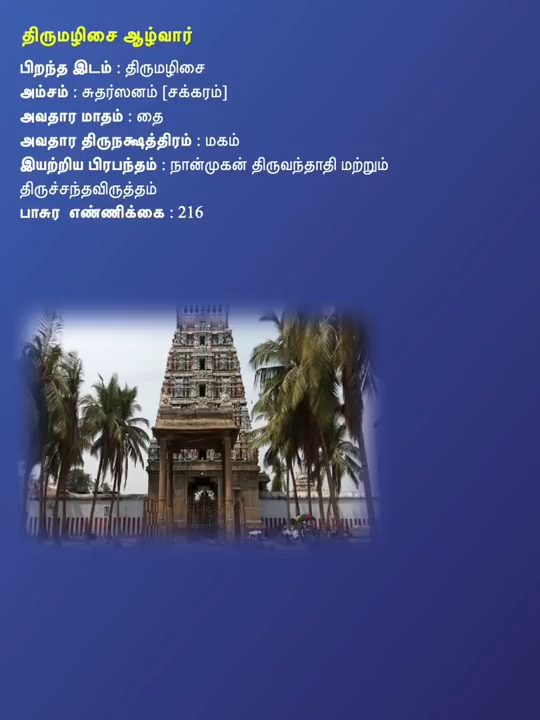 திருமழிசை ஆழ்வார்
பிறந்த இடம் : திருமழிசை
அம்சம் : சுதர்ஸனம் [சக்கரம்]
அவதார மாதம் : தை
அவதார திருநக்ஷத்திரம் : மகம்
இயற்றிய பிரபந்தம் : நான்முகன் திருவந்தாதி மற்றும்
திருச்சந்தவிருத்தம்
பாசுர எண்ணிக்கை : 216